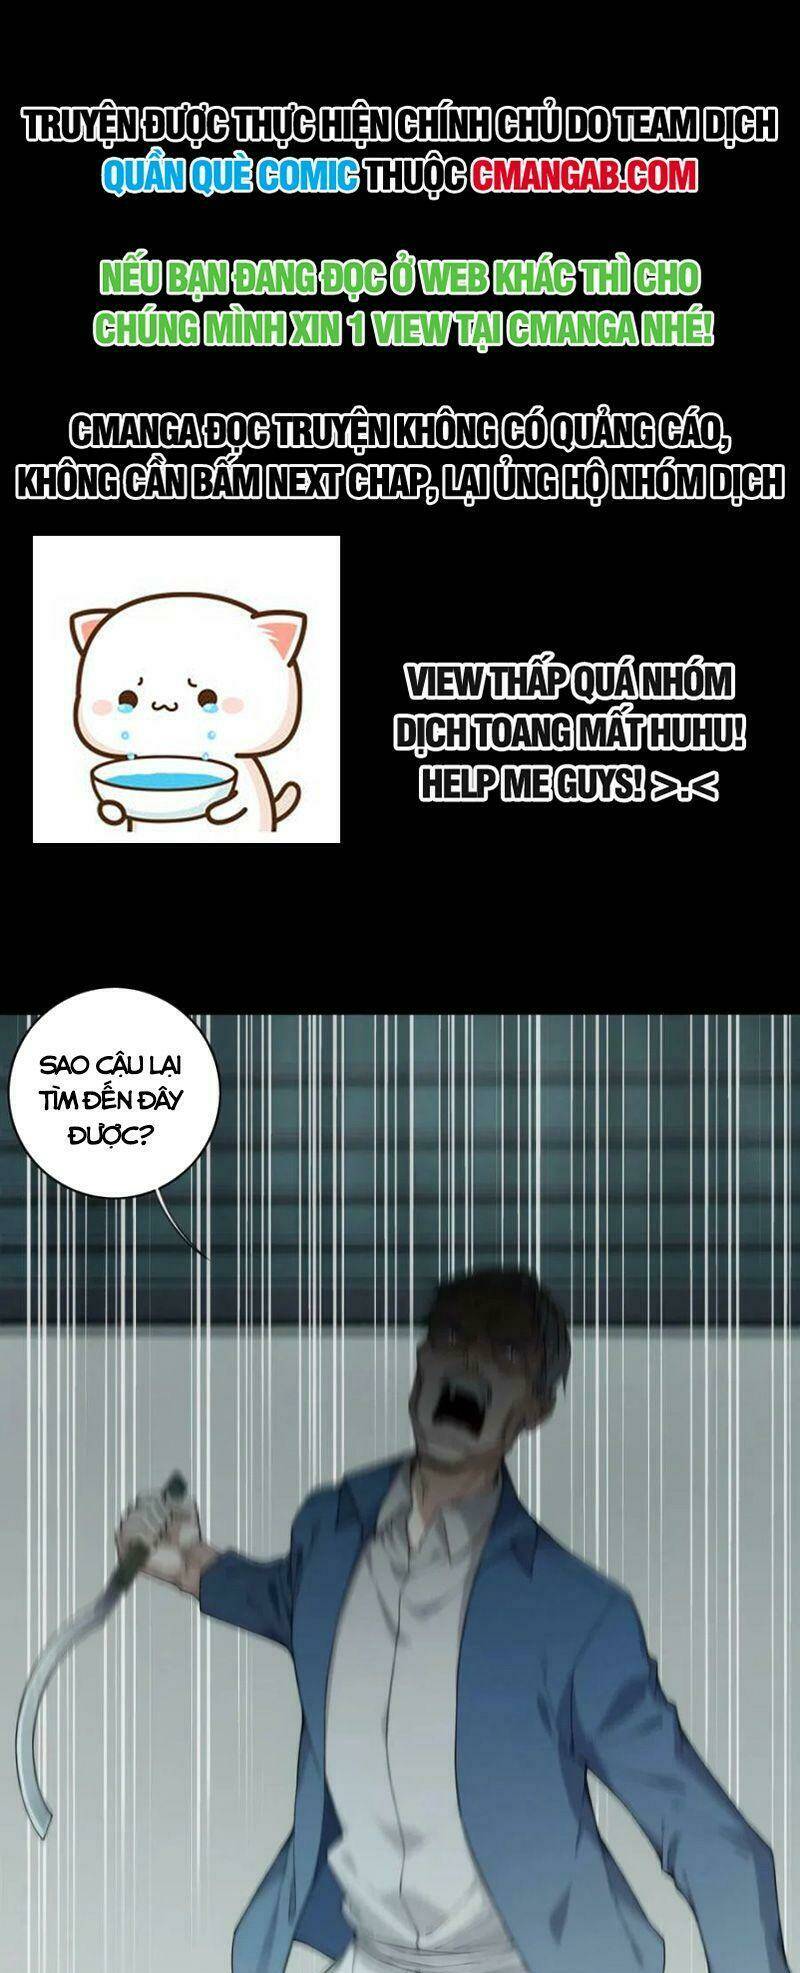 TRUYỆN ĐƯỢC THỰC HIỆN CHÍNH CHỦ DO TEAM DỊCH
QUẦN QUÈ COMIC THUỘC CMANGAB.COM
NẾU BẠN ĐANG ĐỌC Ở WEB KHÁC THÌ CHO
CHÚNG MÌNH XIN 1 VIEW TẠI CMANGA NHÉ!
CMANGA ĐỌC TRUYỆN KHÔNG CÓ QUẢNG CÁO,
KHÔNG CẦN BẤM NEXT CHAP, LẠI ỦNG HỘ NHÓM DỊCH
VIEW THẤP QUÁ NHÓM
DỊCH TOANG MẤT HUHU!
HELP ME GUYS! >.<
SAO CẬU LẠI
TÌM ĐẾN ĐÂY
ĐƯỢC?